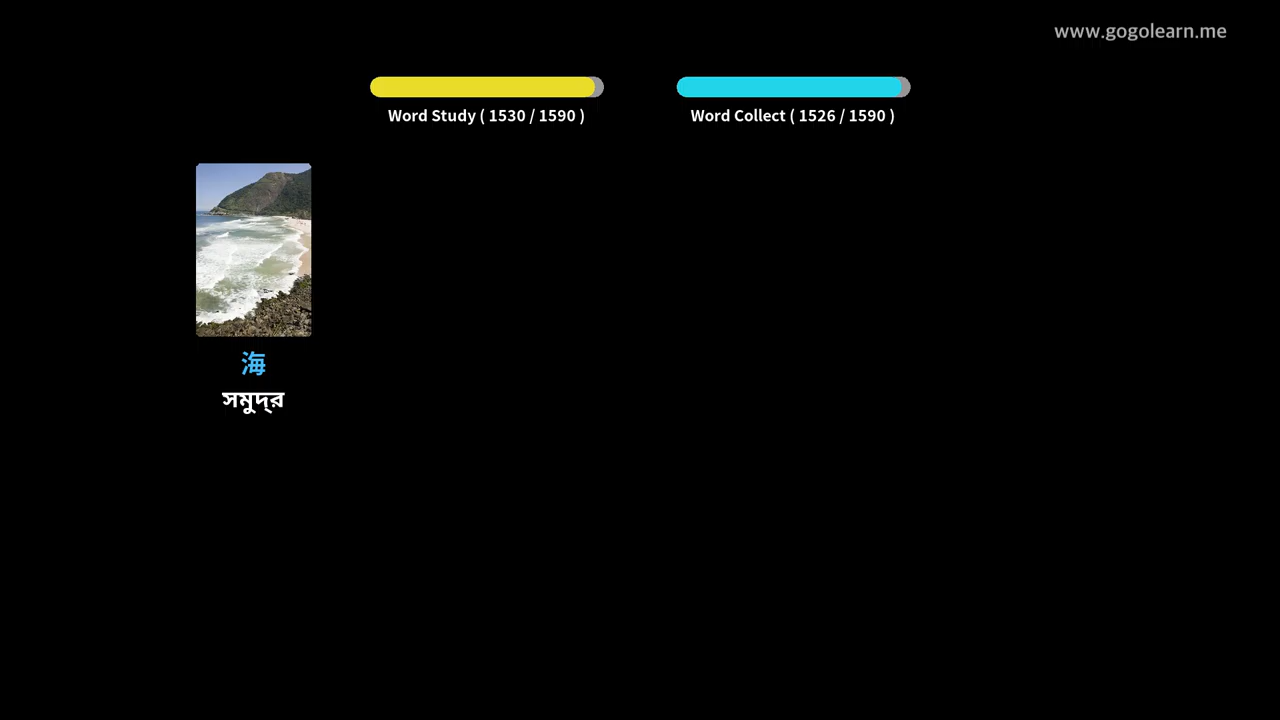 www.gogolearn.me
Word Study ( 1530 / 1590 )
Word Collect ( 1526 / 1590 )
海
সমুদ্‌র